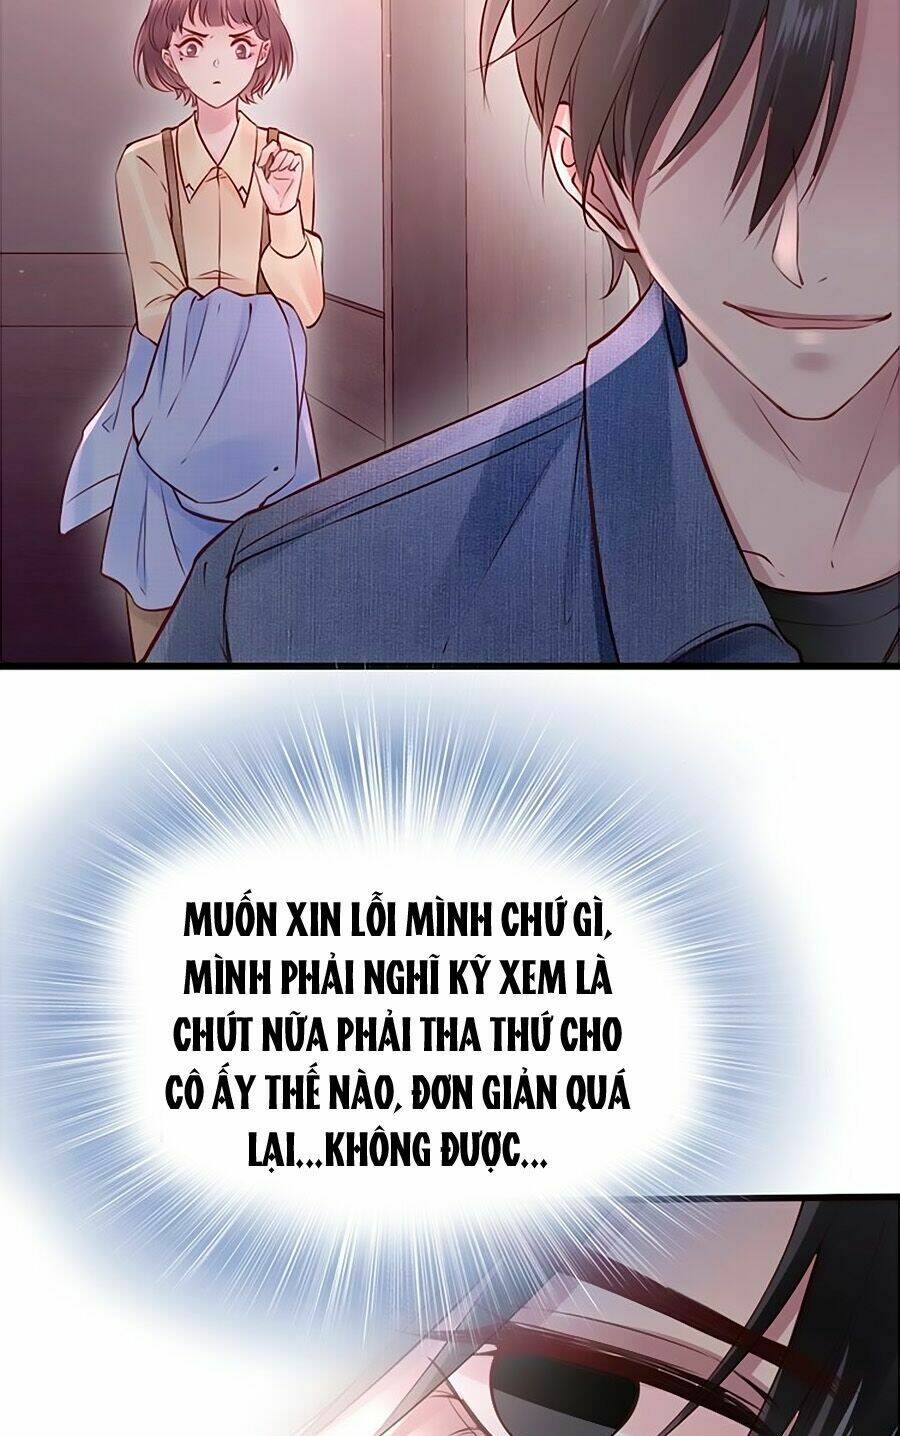 MUỐN XIN LỖI MÌNH CHỨ GÌ,
MÌNH PHẢI NGHĨ KỸ XEM LÀ
CHÚT NỮA PHẢI THA THỨ CHO
CÔ ẤY THẾ NÀO, ĐƠN GIẢN QUÁ
LẠI...KHÔNG ĐƯỢC...